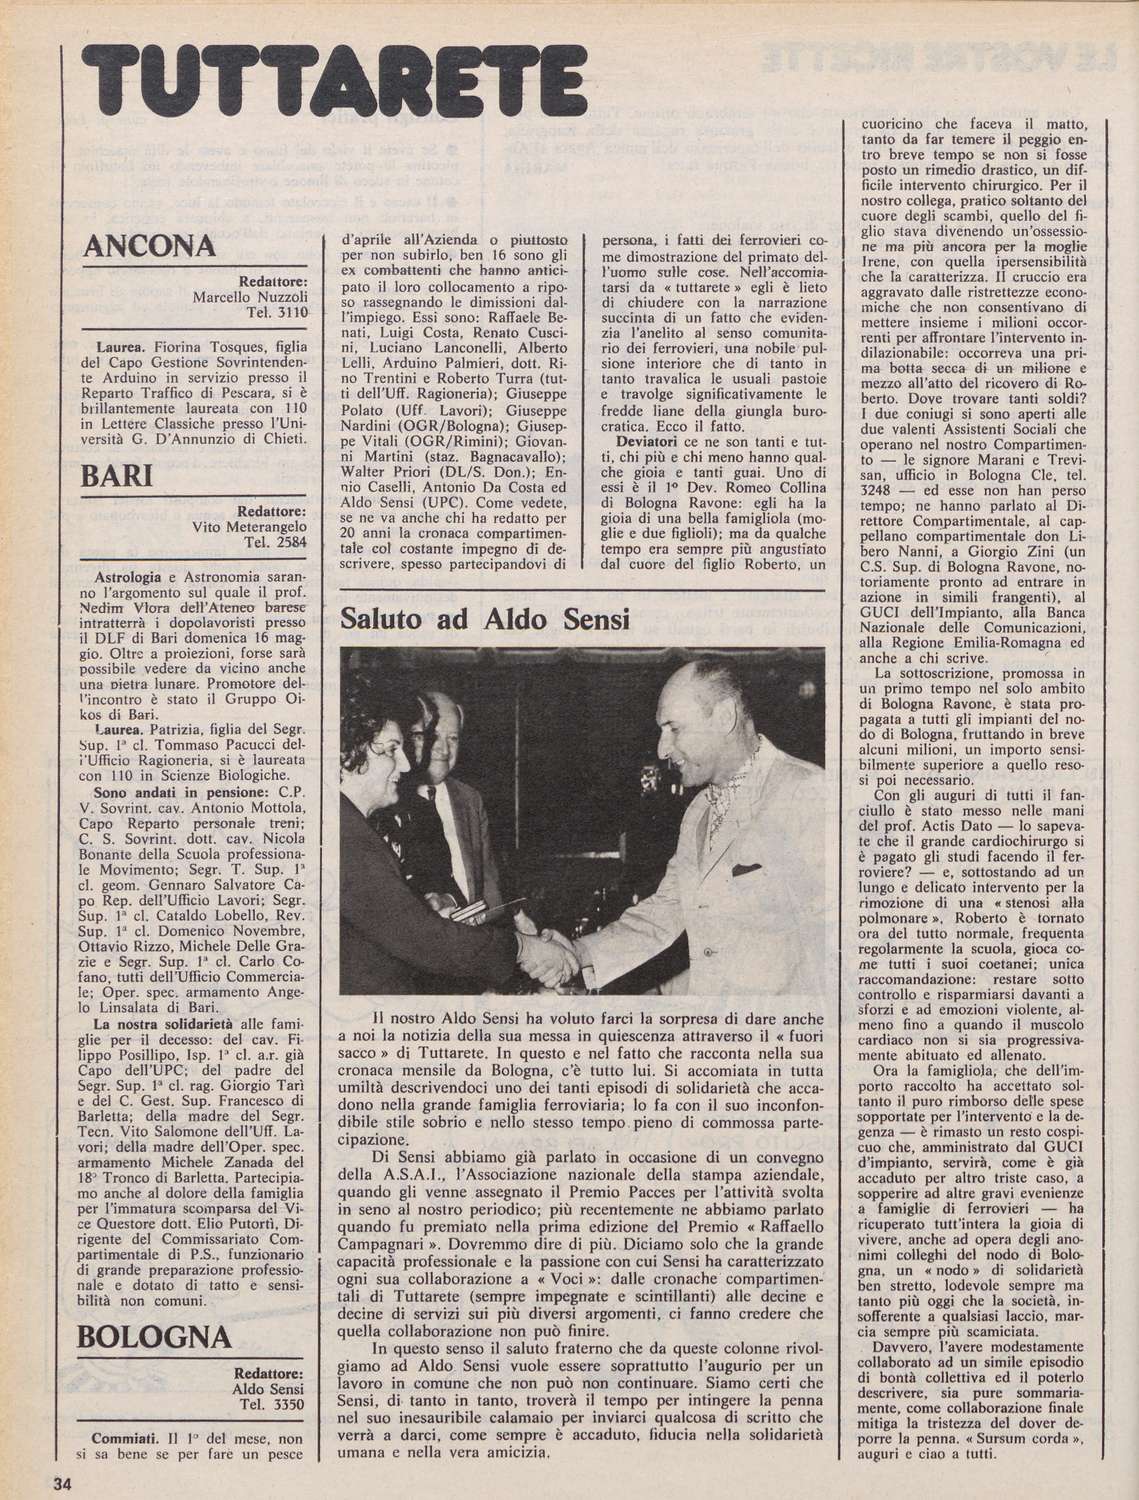 TUTTARETE
ANCONA
Redattore:
Marcello Nuzzoli
Tel. 3110
Laurea. Fiorina Tosques, figlia
del Capo Gestione Sovrintenden-
te Arduino in servizio presso il
Reparto Traffico di Pescara, si è
brillantemente laureata con 110
in Lettere Classiche presso l'Uni-
versità G. D'Annunzio di Chieti.
BARI
Redattore:
Vito Meterangelo
Tel. 2584
Astrologia e Astronomia saran-
no l'argomento sul quale il prof.
Nedim Vlora dell'Ateneo barese
intratterrà i dopolavoristi presso
il DLF di Bari domenica 16 mag-
gio. Oltre a proiezioni, forse sarà
possibile vedere da vicino anche
una pietra lunare. Promotore del-
l'incontro è stato il Gruppo Oi-
kos di Bari.
Laurea. Patrizia, figlia del Segr.
Sup. 1ª cl. Tommaso Pacucci del-
l'Ufficio Ragioneria, si è laureata
con 110 in Scienze Biologiche.
Sono andati in pensione: C.P.
V. Sovrint. cav. Antonio Mottola,
Capo Reparto personale treni;
C. S. Sovrint. dott. cav. Nicola
Bonante della Scuola professiona-
le Movimento; Segr. T. Sup. 1ª
cl. geom. Gennaro Salvatore Ca-
po Rep. dell'Ufficio Lavori; Segr.
Sup. 1ª cl. Cataldo Lobello, Rev.
Sup. 1ª cl. Domenico Novembre,
Ottavio Rizzo, Michele Delle Gra-
zie e Segr. Sup. 1ª cl. Carlo Co-
fano, tutti dell'Ufficio Commercia-
le; Oper. spec. armamento Ange-
lo Linsalata di Bari.
La nostra solidarietà alle fami-
glie per il decesso: del cav. Fi-
lippo Posillipo, Isp. 1ª cl. a.r. già
Capo dell'UPC; del padre del
Segr. Sup. 1ª cl. rag. Giorgio Tarì
e del C. Gest. Sup. Francesco di
Barletta; della madre del Segr.
Tecn. Vito Salomone dell'Uff. La-
vori; della madre dell'Oper. spec.
armamento Michele Zanada del
18° Tronco di Barletta. Partecipia-
mo anche al dolore della famiglia
per l'immatura scomparsa del Vi-
ce Questore dott. Elio Putortì, Di-
rigente del Commissariato Com-
partimentale di P.S., funzionario
di grande preparazione professio-
nale e dotato di tatto e sensi-
bilità non comuni.
BOLOGNA
Redattore:
Aldo Sensi
Tel. 3350
Commiati. Il 1° del mese, non
si sa bene se per fare un pesce
d'aprile all'Azienda o piuttosto
per non subirlo, ben 16 sono gli
ex combattenti che hanno antici-
pato il loro collocamento a ripo-
so rassegnando le dimissioni dal-
l'impiego. Essi sono: Raffaele Be-
nati, Luigi Costa, Renato Cusci-
ni, Luciano Lanconelli, Alberto
Lelli, Arduino Palmieri, dott. Ri-
no Trentini e Roberto Turra (tut-
ti dell'Uff. Ragioneria); Giuseppe
Polato (Uff. Lavori); Giuseppe
Nardini (OGR/Bologna); Giusep-
pe Vitali (OGR/Rimini); Giovan-
ni Martini (staz. Bagnacavallo);
Walter Priori (DL/S. Don.); En-
nio Caselli, Antonio Da Costa ed
Aldo Sensi (UPC). Come vedete,
se ne va anche chi ha redatto per
20 anni la cronaca compartimen-
tale col costante impegno di de-
scrivere, spesso partecipandovi di
persona, i fatti dei ferrovieri co-
me dimostrazione del primato del-
l'uomo sulle cose. Nell'accomia-
tarsi da « tuttarete » egli è lieto
di chiudere con la narrazione
succinta di un fatto che eviden-
zia l'anelito al senso comunita-
rio dei ferrovieri, una nobile pul-
sione interiore che di tanto in
tanto travalica le usuali pastoie
e travolge significativamente le
fredde liane della giungla buro-
cratica. Ecco il fatto.
Deviatori ce ne son tanti e tut-
ti, chi più e chi meno hanno qual-
che gioia e tanti guai. Uno di
essi è il 1° Dev. Romeo Collina
di Bologna Ravone: egli ha la
gioia di una bella famigliola (mo-
glie e due figlioli); ma da qualche
tempo era sempre più angustiato
dal cuore del figlio Roberto, un
cuoricino che faceva il matto,
tanto da far temere il peggio en-
tro breve tempo se non si fosse
posto un rimedio drastico, un dif-
ficile intervento chirurgico. Per il
nostro collega, pratico soltanto del
cuore degli scambi, quello del fi-
glio stava divenendo un'ossessio-
ne ma più ancora per la moglie
Irene, con quella ipersensibilità
che la caratterizza. Il cruccio era
aggravato dalle ristrettezze econo-
miche che non consentivano di
mettere insieme i milioni occor-
renti per affrontare l'intervento in-
dilazionabile: occorreva una pri-
ma botta secca di un milione e
mezzo all'atto del ricovero di Ro-
berto. Dove trovare tanti soldi?
I due coniugi si sono aperti alle
due valenti Assistenti Sociali che
operano nel nostro Compartimen-
to — le signore Marani e Trevi-
san, ufficio in Bologna Cle, tel.
3248 — ed esse non han perso
tempo; ne hanno parlato al Di-
rettore Compartimentale, al cap-
pellano compartimentale don Li-
bero Nanni, a Giorgio Zini (un
C.S. Sup. di Bologna Ravone, no-
toriamente pronto ad entrare in
azione in simili frangenti), al
GUCI dell'Impianto, alla Banca
Nazionale delle Comunicazioni,
alla Regione Emilia-Romagna ed
anche a chi scrive.
La sottoscrizione, promossa in
un primo tempo nel solo ambito
di Bologna Ravone, è stata pro-
pagata a tutti gli impianti del no-
do di Bologna, fruttando in breve
alcuni milioni, un importo sensi-
bilmente superiore a quello reso-
si poi necessario.
Con gli auguri di tutti il fan-
ciullo è stato messo nelle mani
del prof. Actis Dato — lo sapeva-
te che il grande cardiochirurgo si
è pagato gli studi facendo il fer-
roviere? — e, sottostando ad un
lungo e delicato intervento per la
rimozione di una « stenosi alla
polmonare », Roberto è tornato
ora del tutto normale, frequenta
regolarmente la scuola, gioca co-
me tutti i suoi coetanei; unica
raccomandazione: restare sotto
controllo e risparmiarsi davanti a
sforzi e ad emozioni violente, al-
meno fino a quando il muscolo
cardiaco non si sia progressiva-
mente abituato ed allenato.
Ora la famigliola, che dell'im-
porto raccolto ha accettato sol-
tanto il puro rimborso delle spese
sopportate per l'intervento e la de-
genza — è rimasto un resto cospi-
cuo che, amministrato dal GUCI
d'impianto, servirà, come è già
accaduto per altro triste caso, a
sopperire ad altre gravi evenienze
a famiglie di ferrovieri — ha
ricuperato tutt'intera la gioia di
vivere, anche ad opera degli ano-
nimi colleghi del nodo di Bolo-
gna, un « nodo » di solidarietà
ben stretto, lodevole sempre ma
tanto più oggi che la società, in-
sofferente a qualsiasi laccio, mar-
cia sempre più scamiciata.
Davvero, l'avere modestamente
collaborato ad un simile episodio
di bontà collettiva ed il poterlo
descrivere, sia pure sommaria-
mente, come collaborazione finale
mitiga la tristezza del dover de-
porre la penna. « Sursum corda »,
auguri e ciao a tutti.
Saluto ad Aldo Sensi
Il nostro Aldo Sensi ha voluto farci la sorpresa di dare anche
a noi la notizia della sua messa in quiescenza attraverso il « fuori
sacco » di Tuttarete. In questo e nel fatto che racconta nella sua
cronaca mensile da Bologna, c'è tutto lui. Si accomiata in tutta
umiltà descrivendoci uno dei tanti episodi di solidarietà che acca-
dono nella grande famiglia ferroviaria; lo fa con il suo inconfon-
dibile stile sobrio e nello stesso tempo pieno di commossa parte-
cipazione.
Di Sensi abbiamo già parlato in occasione di un convegno
della A.S.A.I., l'Associazione nazionale della stampa aziendale,
quando gli venne assegnato il Premio Pacces per l'attività svolta
in seno al nostro periodico; più recentemente ne abbiamo parlato
quando fu premiato nella prima edizione del Premio « Raffaello
Campagnari ». Dovremmo dire di più. Diciamo solo che la grande
capacità professionale e la passione con cui Sensi ha caratterizzato
ogni sua collaborazione a « Voci »: dalle cronache compartimen-
tali di Tuttarete (sempre impegnate e scintillanti) alle decine e
decine di servizi sui più diversi argomenti, ci fanno credere che
quella collaborazione non può finire.
In questo senso il saluto fraterno che da queste colonne rivol-
giamo ad Aldo Sensi vuole essere soprattutto l'augurio per un
lavoro in comune che non può non continuare. Siamo certi che
Sensi, di tanto in tanto, troverà il tempo per intingere la penna
nel suo inesauribile calamaio per inviarci qualcosa di scritto che
verrà a darci, come sempre è accaduto, fiducia nella solidarietà
umana e nella vera amicizia.
34